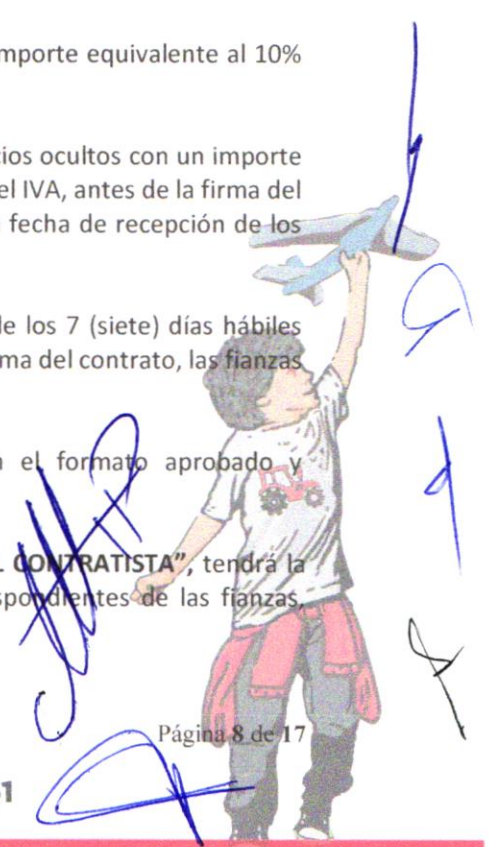 mporte equivalente al 10%
cios ocultos con un importe
el IVA, antes de la firma del
fecha de recepción de los
de los 7 (siete) días hábiles
ma del contrato, las fianzas
el formato aprobado y
CONTRATISTA”, tendrá la
spondientes de las fianzas,
Página 8 de 17
1